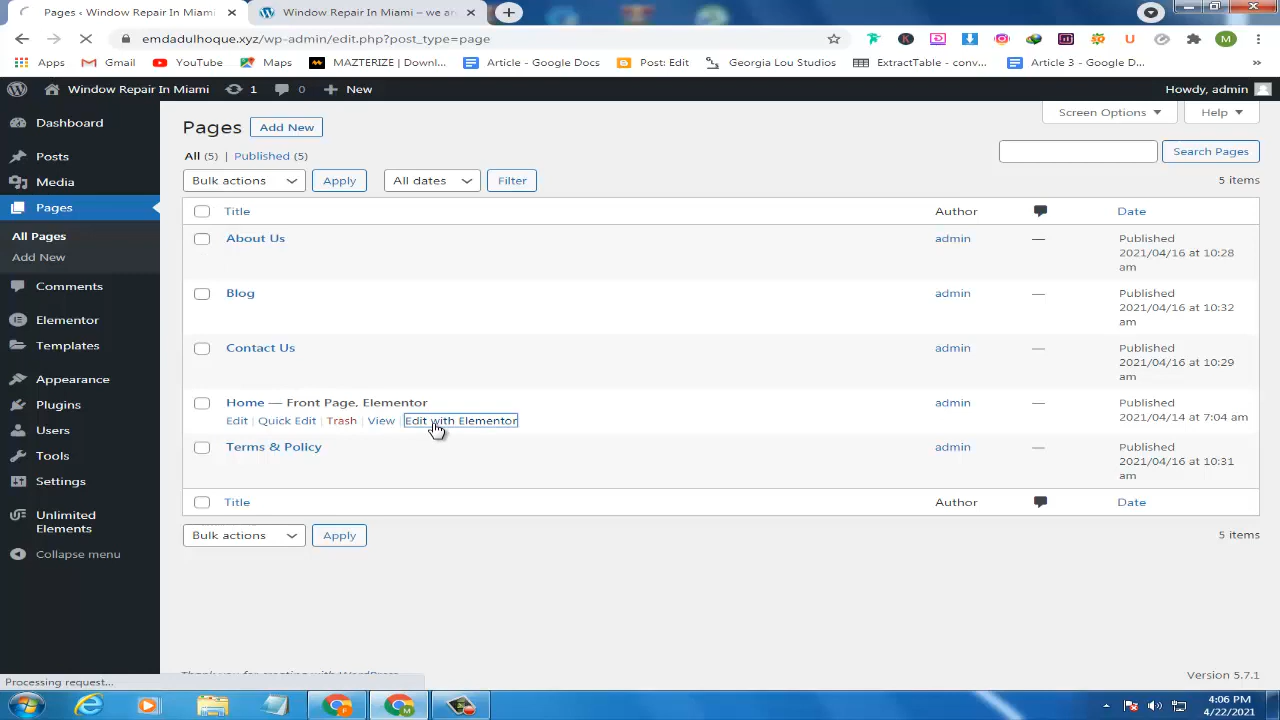 Pages ‹ Window Repair In Miami
Window Repair In Miami – we are
emdadulhoque.xyz/wp-admin/edit.php?post_type=page
M
Apps
Gmail
YouTube
Maps
MAZTERIZE | Downl...
Article - Google Docs
Post: Edit
Georgia Lou Studios
ExtractTable - conv...
Article 3 - Google D...
»
Window Repair In Miami
1
0
New
Howdy, admin
Dashboard
Posts
Media
Pages
All Pages
Add New
Comments
Elementor
Templates
Appearance
Plugins
Users
Tools
Settings
Unlimited
Elements
Collapse menu
Screen Options
Help
Pages
Add New
All (5) | Published (5)
Search Pages
Bulk actions
Apply
All dates
Filter
5 items
Title
Author
Date
About Us
admin
—
Published
2021/04/16 at 10:28
am
Blog
admin
—
Published
2021/04/16 at 10:32
am
Contact Us
admin
—
Published
2021/04/16 at 10:29
am
Home — Front Page, Elementor
Edit | Quick Edit | Trash | View | Edit with Elementor
admin
—
Published
2021/04/14 at 7:04 am
Terms & Policy
admin
—
Published
2021/04/16 at 10:31
am
Title
Author
Date
Bulk actions
Apply
5 items
Thank you for creating with WordPress.
Version 5.7.1
Processing request...
4:06 PM
4/22/2021